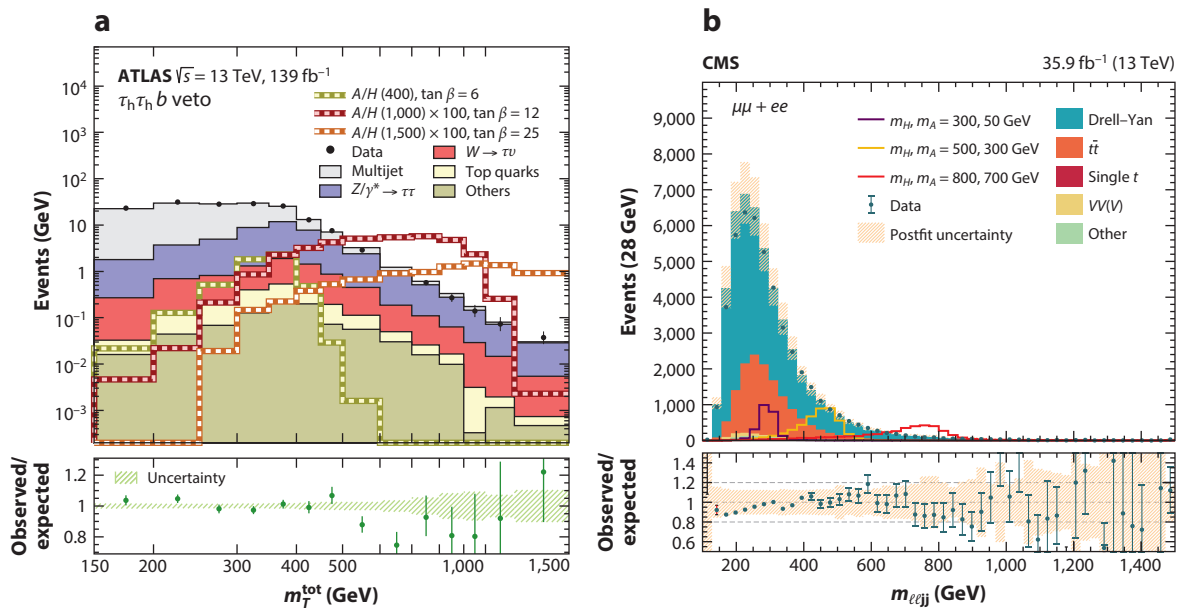 a
ATLAS √s = 13 TeV, 139 fb⁻¹
τₕτₕ b veto
A/H (400), tan β = 6
A/H (1,000) × 100, tan β = 12
A/H (1,500) × 100, tan β = 25
Data
W → τυ
Multijet
Top quarks
Z/γ* → ττ
Others
Events (GeV)
10⁴
10³
10²
10
1
10⁻¹
10⁻²
10⁻³
Uncertainty
Observed/
expected
1.2
1.0
0.8
150
200
300
400
500
1,000
1,500
m_T^tot (GeV)
b
CMS
35.9 fb⁻¹ (13 TeV)
μμ + ee
m_H, m_A = 300, 50 GeV
m_H, m_A = 500, 300 GeV
m_H, m_A = 800, 700 GeV
Data
Postfit uncertainty
Drell–Yan
tt̄
Single t
VV(V)
Other
Events (28 GeV)
10,000
9,000
8,000
7,000
6,000
5,000
4,000
3,000
2,000
1,000
0
Observed/
expected
1.4
1.2
1.0
0.8
0.6
200
400
600
800
1,000
1,200
1,400
m_ℓℓjj (GeV)